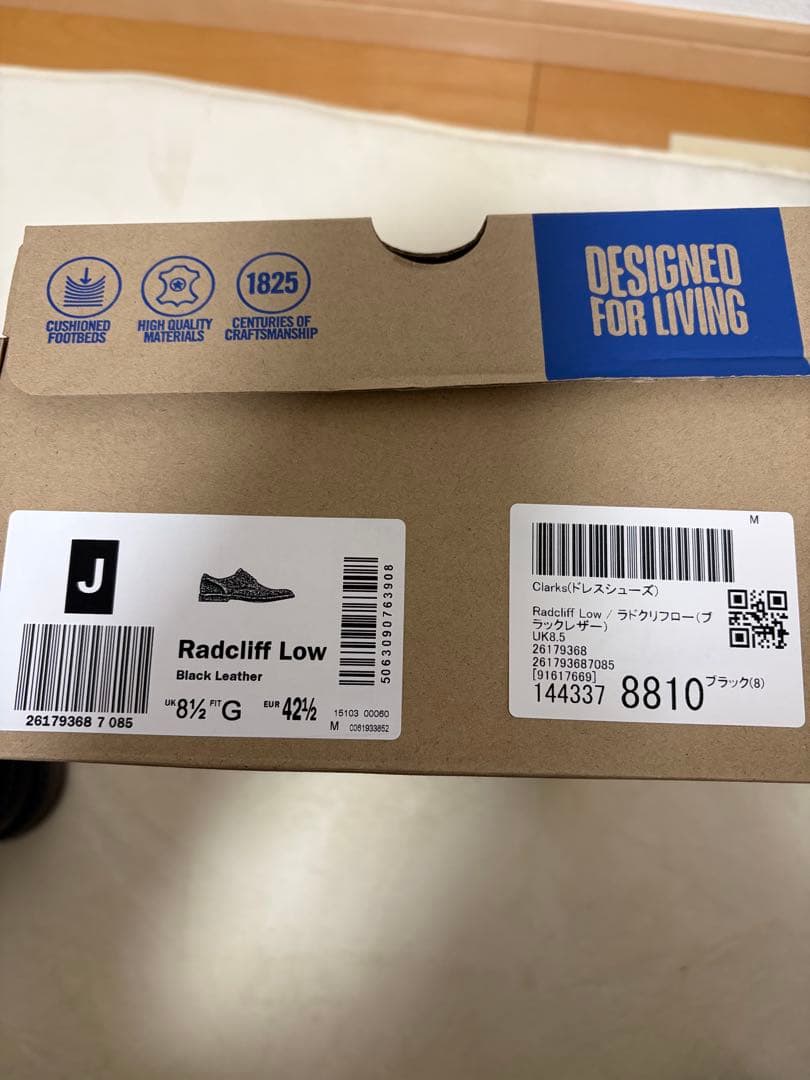 CUSHIONED
FOOTBEDS
HIGH QUALITY
MATERIALS
1825
CENTURIES OF
CRAFTSMANSHIP
DESIGNED
FOR LIVING
J
26179368 7 085
Radcliff Low
Black Leather
UK 8½ FIT G EUR 42½
5063090763908
15103 00060
M 0061933652
M
Clarks(ドレスシューズ)
Radcliff Low / ラドクリフロー(ブ
ラックレザー)
UK8.5
26179368
261793687085
[91617669]
144337 8810 ブラック(8)